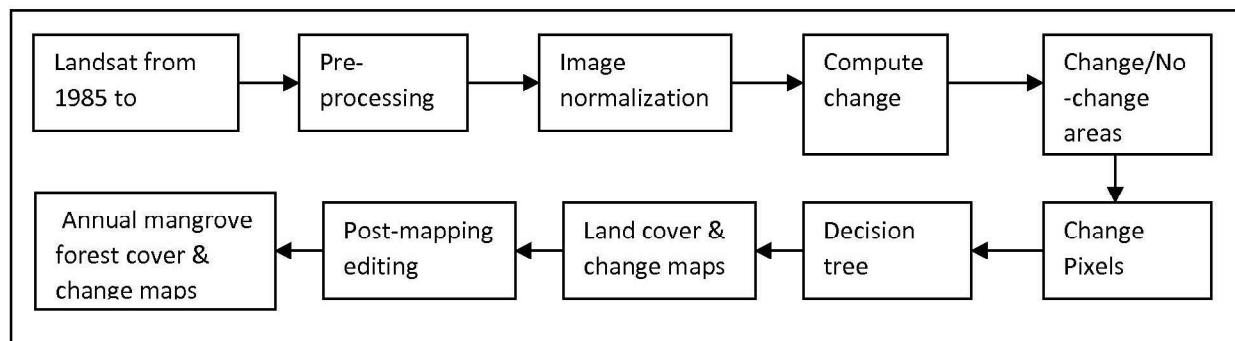 Landsat from
1985 to
Pre-
processing
Image
normalization
Compute
change
Change/No
-change
areas
Change
Pixels
Decision
tree
Land cover &
change maps
Post-mapping
editing
Annual mangrove
forest cover &
change maps